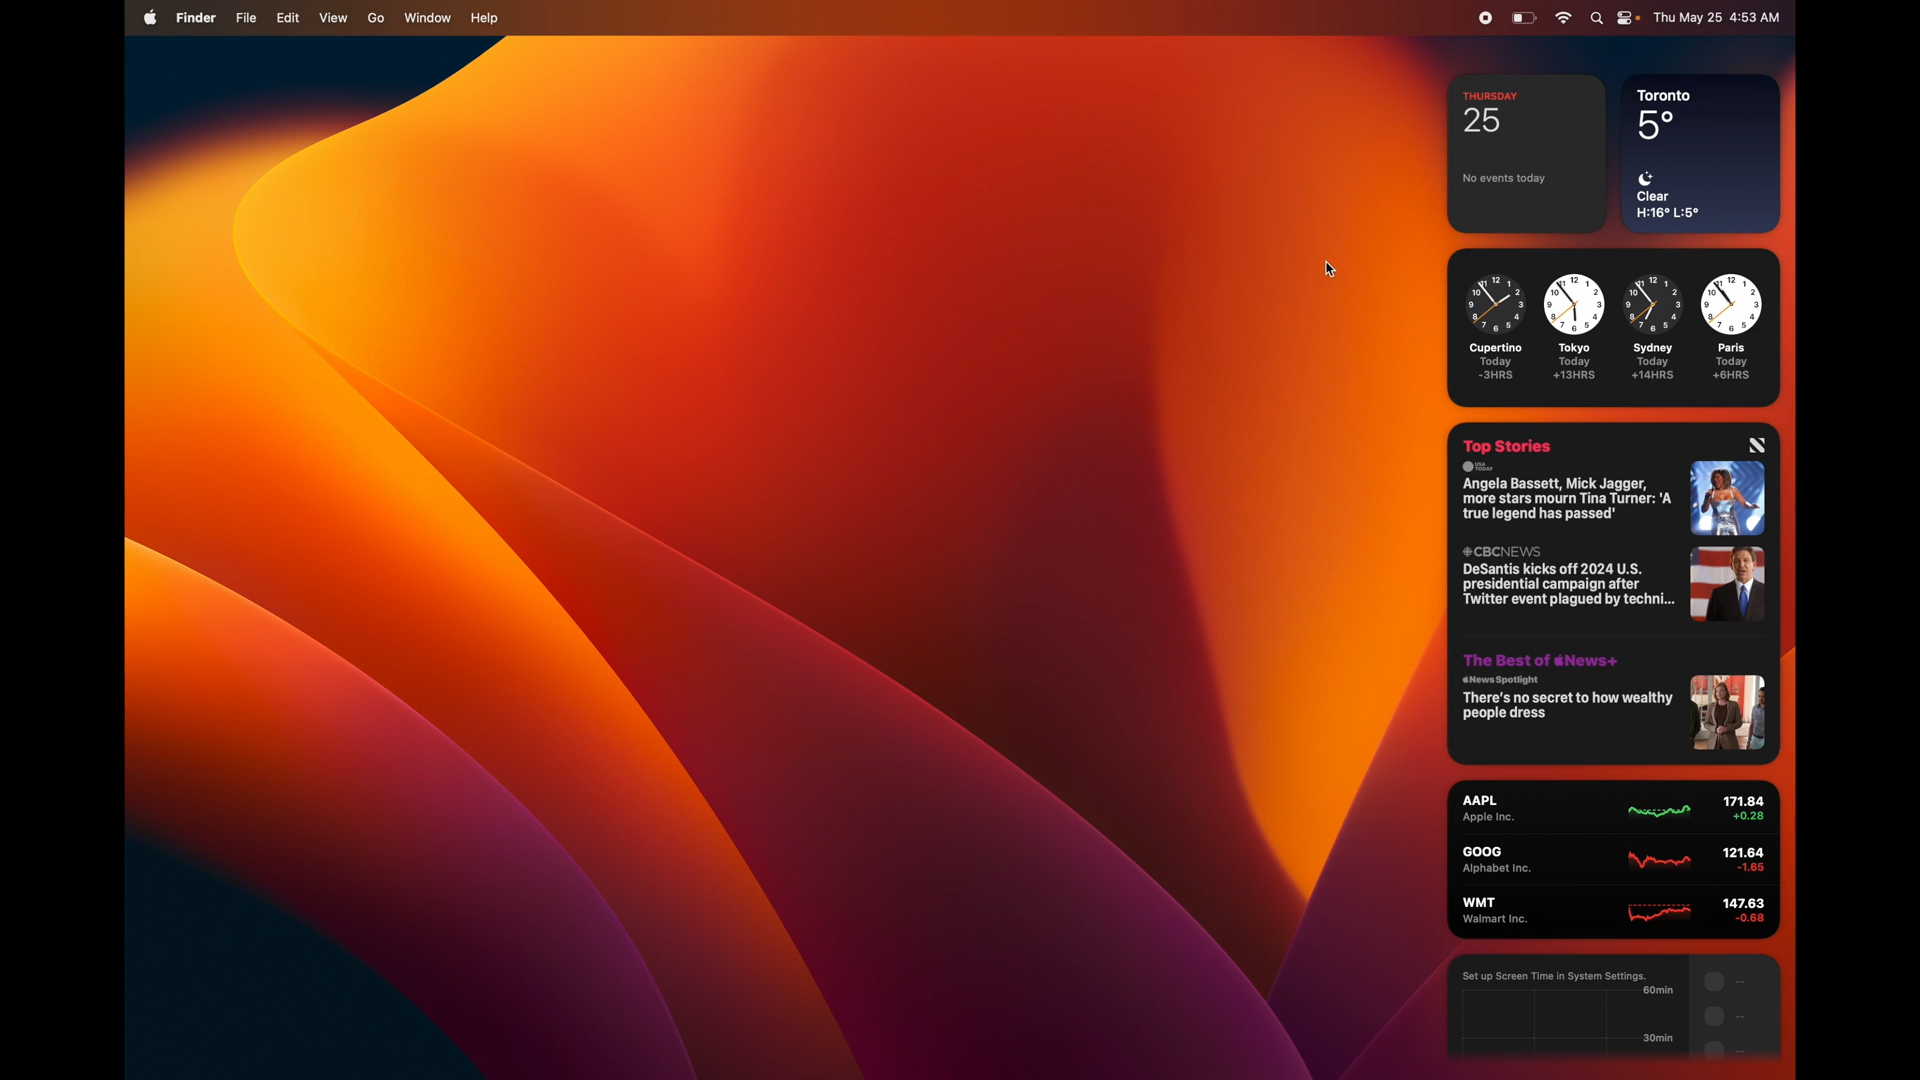 Finder File Edit View Go Window Help
Thu May 25 4:53 AM
THURSDAY
25
No events today
Toronto
5°
Clear
H:16° L:5°
Cupertino
Today
-3HRS
Tokyo
Today
+13HRS
Sydney
Today
+14HRS
Paris
Today
+6HRS
Top Stories
USA
TODAY
Angela Bassett, Mick Jagger,
more stars mourn Tina Turner: 'A
true legend has passed'
CBCNEWS
DeSantis kicks off 2024 U.S.
presidential campaign after
Twitter event plagued by techni...
The Best of News+
News Spotlight
There's no secret to how wealthy
people dress
AAPL 171.84
Apple Inc. +0.28
GOOG 121.64
Alphabet Inc. -1.65
WMT 147.63
Walmart Inc. -0.68
Set up Screen Time in System Settings.
60min
30min
--
--
--